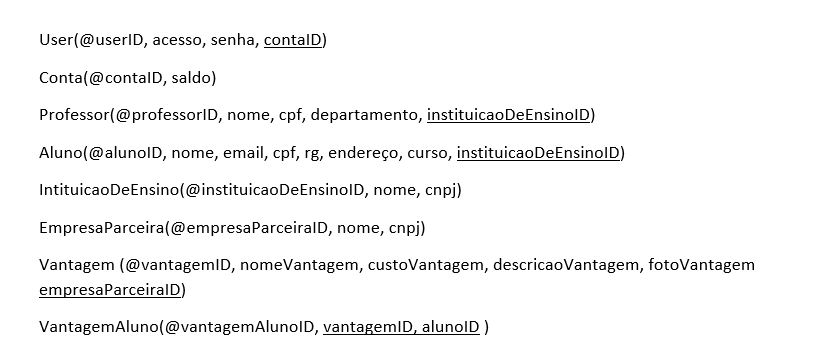 User(@userID, acesso, senha, contaID)
Conta(@contaID, saldo)
Professor(@professorID, nome, cpf, departamento, instituicaoDeEnsinoID)
Aluno(@alunoID, nome, email, cpf, rg, endereço, curso, instituicaoDeEnsinoID)
IntituicaoDeEnsino(@instituicaoDeEnsinoID, nome, cnpj)
EmpresaParceira(@empresaParceiraID, nome, cnpj)
Vantagem (@vantagemID, nomeVantagem, custoVantagem, descricaoVantagem, fotoVantagem
empresaParceiraID)
VantagemAluno(@vantagemAlunoID, vantagemID, alunoID )